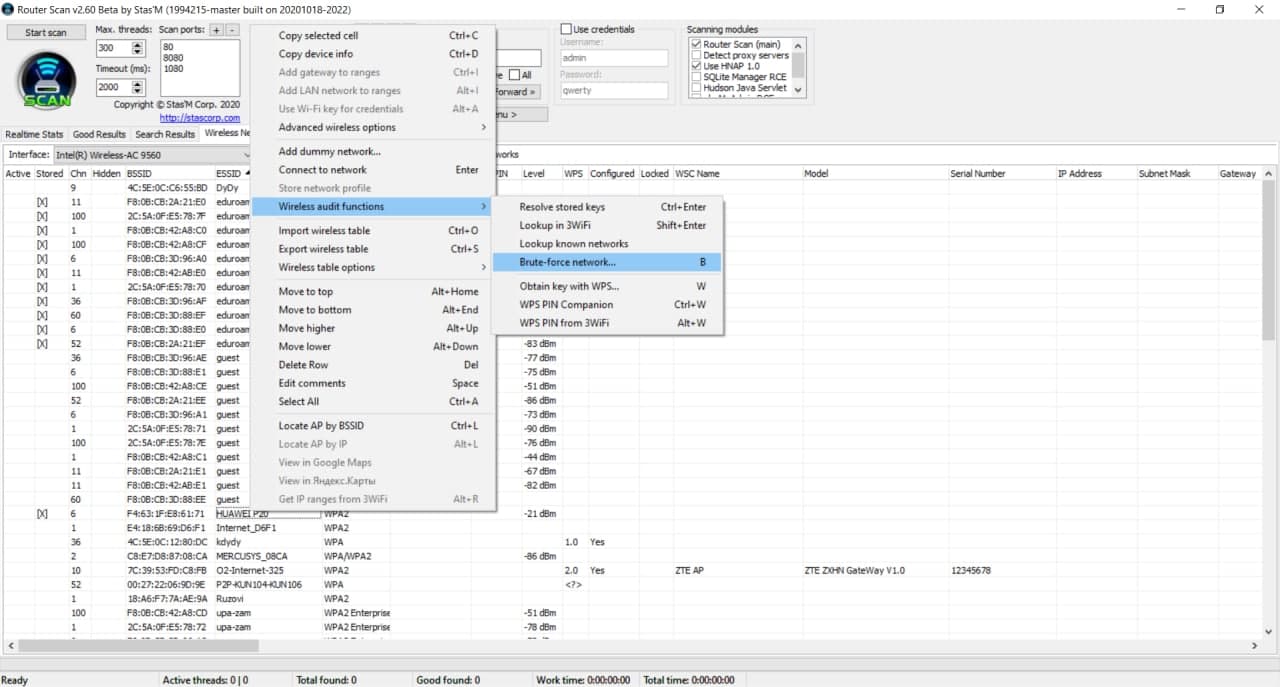 Router Scan v2.60 Beta by Stas'M (1994215-master built on 20201018-2022)
Start scan
Max. threads:
300
Timeout (ms):
2000
Scan ports: + -
80
8080
1080
SCAN
Copyright © Stas'M Corp. 2020
http://stascorp.com
All
Forward »
Use credentials
Username:
admin
Password:
qwerty
Scanning modules
Router Scan (main)
Detect proxy servers
Use HNAP 1.0
SQLite Manager RCE
Hudson Java Servlet
Realtime Stats Good Results Search Results Wireless Ne
Interface: Intel(R) Wireless-AC 9560
Active Stored Chn Hidden BSSID ESSID Level WPS Configured Locked WSC Name Model Serial Number IP Address Subnet Mask Gateway
9 4C:5E:0C:C6:55:BD DyDy
[X] 11 F8:0B:CB:2A:21:E0 eduroam
[X] 100 2C:5A:0F:E5:78:7F eduroam
[X] 1 F8:0B:CB:42:A8:C0 eduroam
[X] 100 F8:0B:CB:42:A8:CF eduroam
[X] 6 F8:0B:CB:3D:96:A0 eduroam
[X] 11 F8:0B:CB:42:AB:E0 eduroam
[X] 1 2C:5A:0F:E5:78:70 eduroam
[X] 36 F8:0B:CB:3D:96:AF eduroam
[X] 60 F8:0B:CB:3D:88:EF eduroam
[X] 6 F8:0B:CB:3D:88:E0 eduroam
[X] 52 F8:0B:CB:2A:21:EF eduroam -83 dBm
36 F8:0B:CB:3D:96:AE guest -77 dBm
6 F8:0B:CB:3D:88:E1 guest -75 dBm
100 F8:0B:CB:42:A8:CE guest -51 dBm
52 F8:0B:CB:2A:21:EE guest -86 dBm
6 F8:0B:CB:3D:96:A1 guest -73 dBm
1 2C:5A:0F:E5:78:71 guest -90 dBm
100 2C:5A:0F:E5:78:7E guest -76 dBm
1 F8:0B:CB:42:A8:C1 guest -44 dBm
11 F8:0B:CB:2A:21:E1 guest -67 dBm
11 F8:0B:CB:42:AB:E1 guest -82 dBm
60 F8:0B:CB:3D:88:EE guest
[X] 6 F4:63:1F:E8:61:71 HUAWEI P20 WPA2 -21 dBm
1 E4:18:6B:69:D6:F1 Internet_D6F1 WPA2
36 4C:5E:0C:12:80:DC kdydy WPA 1.0 Yes
2 C8:E7:D8:87:08:CA MERCUSYS_08CA WPA/WPA2 -86 dBm
10 7C:39:53:FD:C8:FB O2-Internet-325 WPA2 2.0 Yes ZTE AP ZTE ZXHN GateWay V1.0 12345678
52 00:27:22:06:9D:9E P2P-KUN104-KUN106 WPA <?>
1 18:A6:F7:7A:AE:9A Ruzovi WPA2
100 F8:0B:CB:42:A8:CD upa-zam WPA2 Enterprise -51 dBm
1 2C:5A:0F:E5:78:72 upa-zam WPA2 Enterprise -78 dBm
Copy selected cell Ctrl+C
Copy device info Ctrl+D
Add gateway to ranges Ctrl+I
Add LAN network to ranges Alt+I
Use Wi-Fi key for credentials Alt+A
Advanced wireless options
Add dummy network...
Connect to network Enter
Store network profile
Wireless audit functions
Import wireless table Ctrl+O
Export wireless table Ctrl+S
Wireless table options
Move to top Alt+Home
Move to bottom Alt+End
Move higher Alt+Up
Move lower Alt+Down
Delete Row Del
Edit comments Space
Select All Ctrl+A
Locate AP by BSSID Ctrl+L
Locate AP by IP Alt+L
View in Google Maps
View in Яндекс.Карты
Get IP ranges from 3WiFi Alt+R
Resolve stored keys Ctrl+Enter
Lookup in 3WiFi Shift+Enter
Lookup known networks
Brute-force network... B
Obtain key with WPS... W
WPS PIN Companion Ctrl+W
WPS PIN from 3WiFi Alt+W
Ready Active threads: 0 | 0 Total found: 0 Good found: 0 Work time: 0:00:00:00 Total time: 0:00:00:00